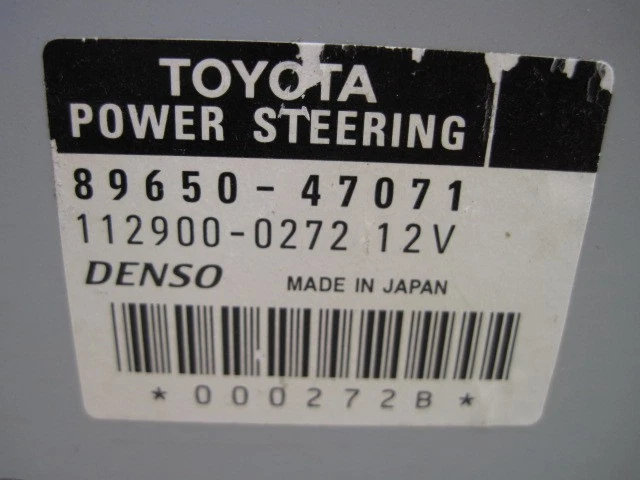 TOYOTA
POWER STEERING
89650-47071
112900-0272 12V
DENSO MADE IN JAPAN
*000272B*